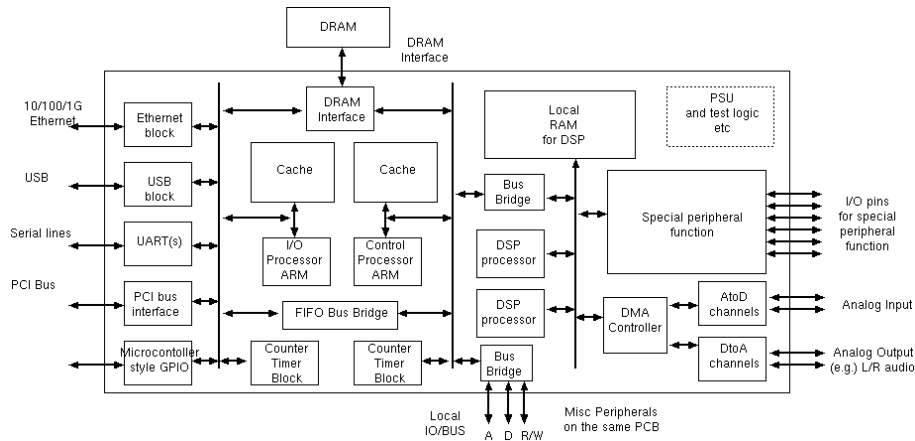 DRAM
DRAM
Interface
10/100/1G
Ethernet
Ethernet
block
DRAM
Interface
Local
RAM
for DSP
PSU
and test logic
etc
USB
USB
block
Cache
Cache
Bus
Bridge
Special peripheral
function
I/O pins
for special
peripheral
function
Serial lines
UART(s)
I/O
Processor
ARM
Control
Processor
ARM
DSP
processor
PCI Bus
PCI bus
interface
FIFO Bus Bridge
DSP
processor
DMA
Controller
AtoD
channels
Analog Input
Microcontoller
style GPIO
Counter
Timer
Block
Counter
Timer
Block
Bus
Bridge
DtoA
channels
Analog Output
(e.g.) L/R audio
Local
IO/BUS
A D R/W
Misc Peripherals
on the same PCB